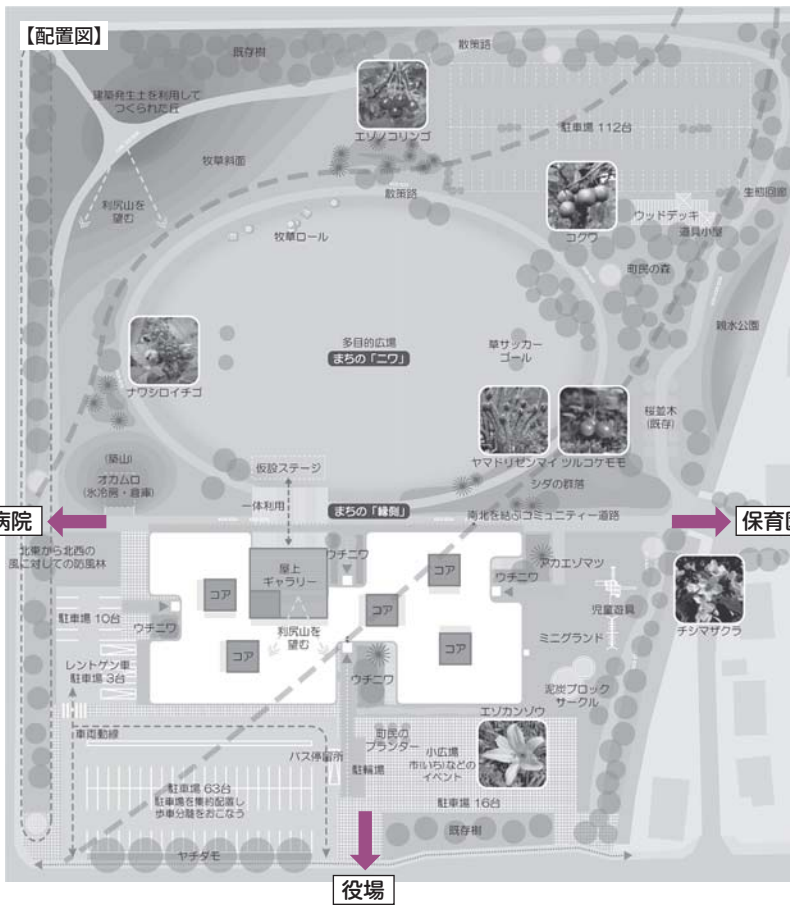 【配置図】
既存樹
散策路
建築発生土を利用して
つくられた丘
エゾノコリンゴ
駐車場 112台
牧草斜面
散策路
利尻山を
望む
コクワ
ウッドデッキ
道具小屋
生態回廊
牧草ロール
町民の森
親水公園
多目的広場
まちの「ニワ」
草サッカー
ゴール
ナワシロイチゴ
桜並木
(既存)
ヤマドリゼンマイ
ツルコケモモ
シダの群落
(築山)
オカムロ
(氷冷房・倉庫)
仮設ステージ
一体利用
まちの「縁側」
南北を結ぶコミュニティー道路
病院
保育園
北東から北西の
風に対しての防風林
屋上
ギャラリー
ウチニワ
コア
アカエゾマツ
ウチニワ
コア
コア
駐車場 10台
ウチニワ
利尻山を
望む
児童遊具
チシマザクラ
コア
コア
ミニグランド
レントゲン車
駐車場 3台
ウチニワ
泥炭ブロック
サークル
車両動線
エゾカンゾウ
町民の
プランター
小広場
市(いち)などの
イベント
バス停留所
駐輪場
駐車場 63台
駐車場を集約配置し
歩車分離をおこなう
駐車場 16台
ヤチダモ
既存樹
役場